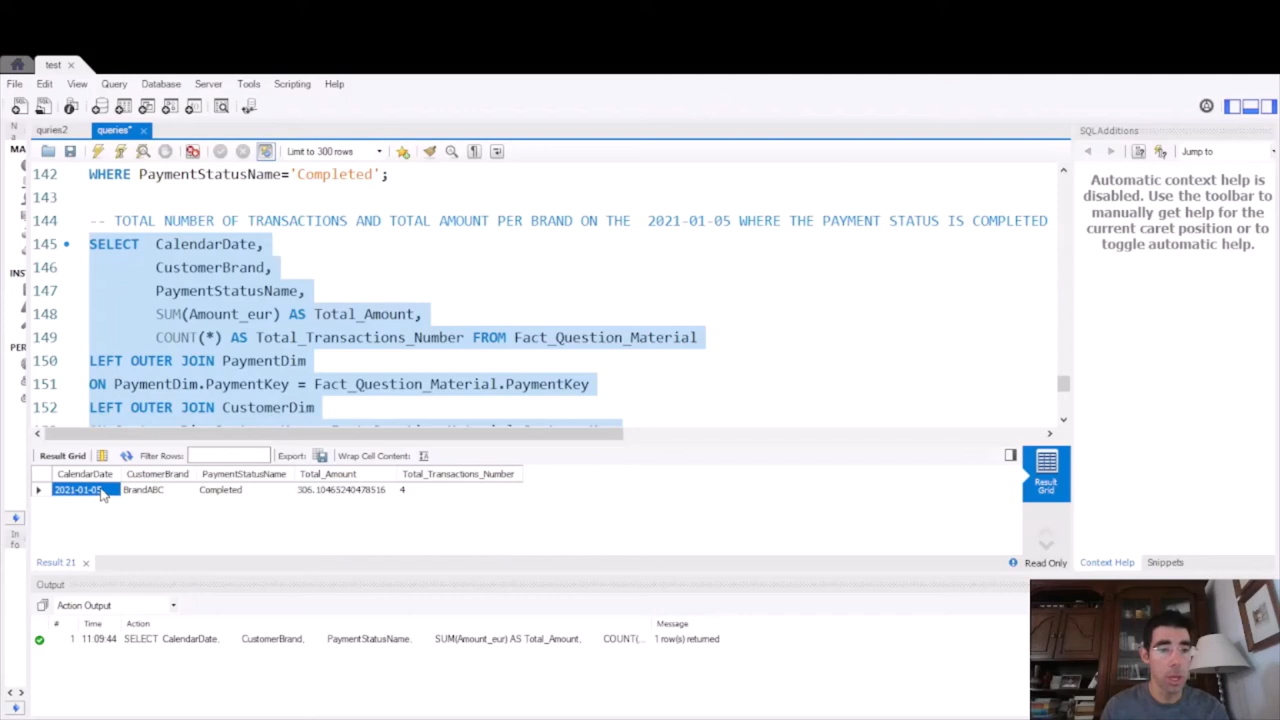 test
File Edit View Query Database Server Tools Scripting Help
quries2 queries*
SQLAdditions
Limit to 300 rows
Jump to
142 WHERE PaymentStatusName='Completed';
143
144 -- TOTAL NUMBER OF TRANSACTIONS AND TOTAL AMOUNT PER BRAND ON THE 2021-01-05 WHERE THE PAYMENT STATUS IS COMPLETED
145 SELECT CalendarDate,
146 CustomerBrand,
147 PaymentStatusName,
148 SUM(Amount_eur) AS Total_Amount,
149 COUNT(*) AS Total_Transactions_Number FROM Fact_Question_Material
150 LEFT OUTER JOIN PaymentDim
151 ON PaymentDim.PaymentKey = Fact_Question_Material.PaymentKey
152 LEFT OUTER JOIN CustomerDim
Automatic context help is
disabled. Use the toolbar to
manually get help for the
current caret position or to
toggle automatic help.
Result Grid Filter Rows: Export: Wrap Cell Content:
CalendarDate CustomerBrand PaymentStatusName Total_Amount Total_Transactions_Number
2021-01-05 BrandABC Completed 306.10465240478516 4
Result
Grid
Result 21
Read Only
Context Help Snippets
Output
Action Output
# Time Action Message
1 11:09:44 SELECT CalendarDate, CustomerBrand, PaymentStatusName, SUM(Amount_eur) AS Total_Amount, COUNT(... 1 row(s) returned